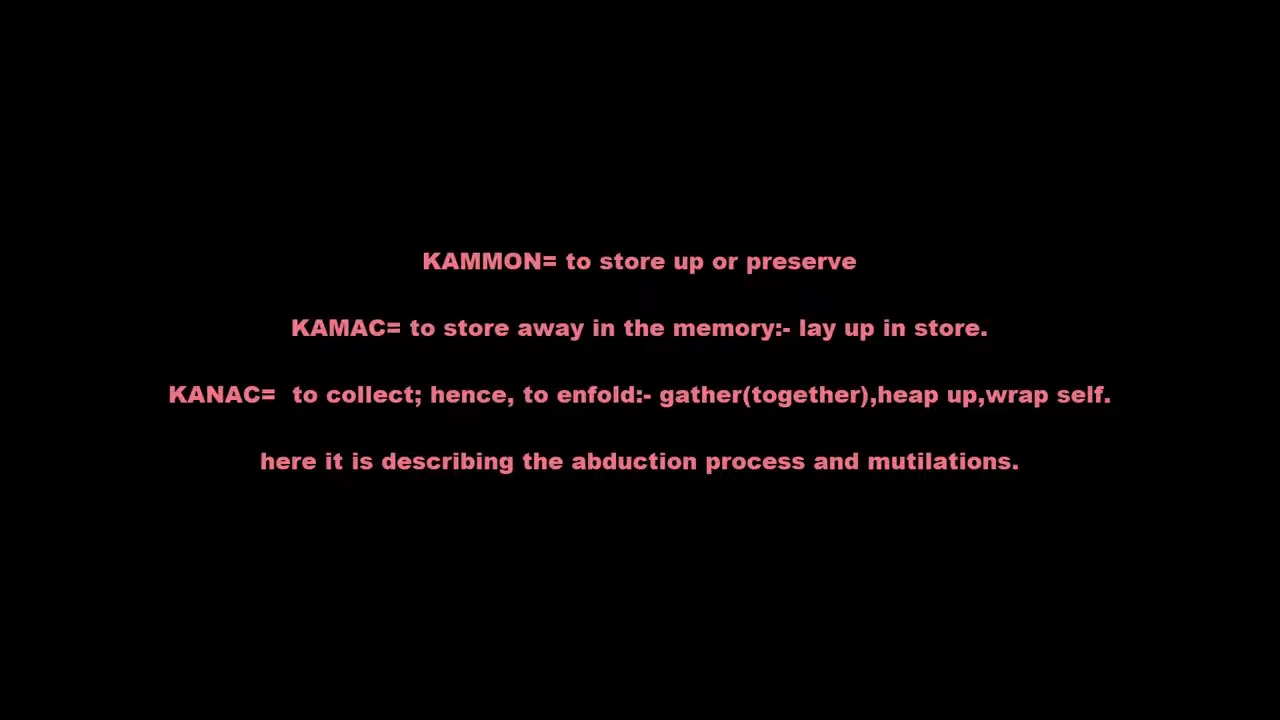 KAMMON= to store up or preserve
KAMAC= to store away in the memory:- lay up in store.
KANAC=  to collect; hence, to enfold:- gather(together),heap up,wrap self.
here it is describing the abduction process and mutilations.